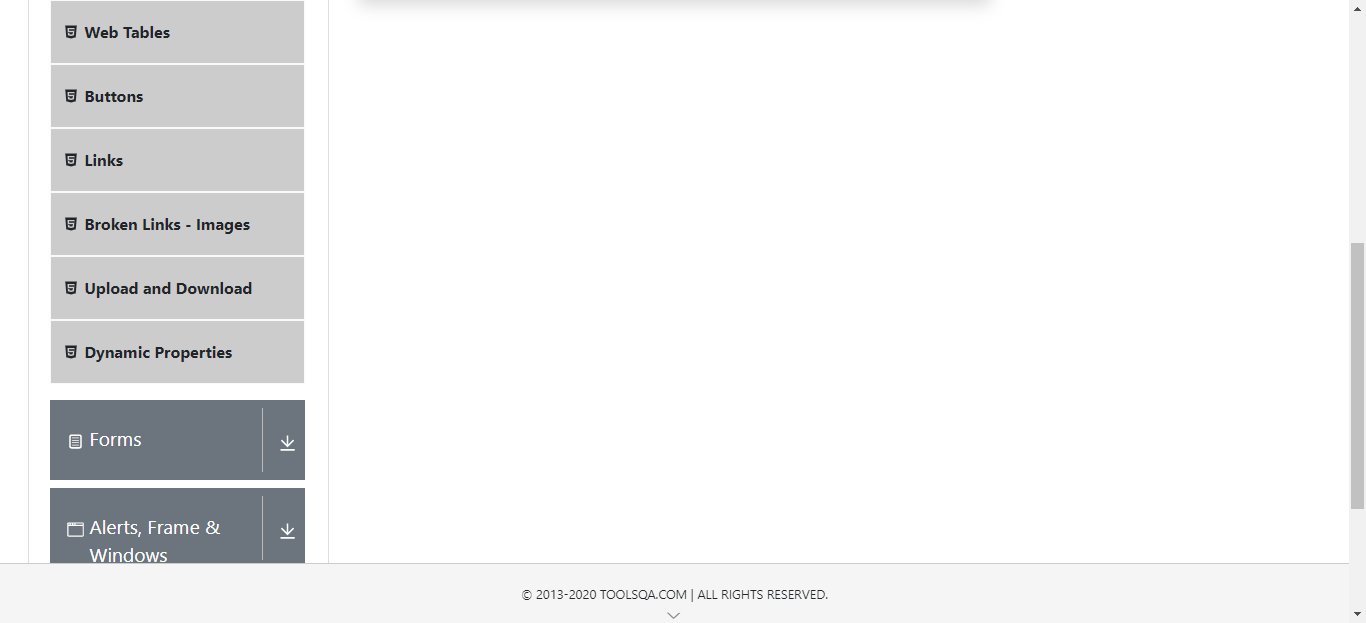 Web Tables
Buttons
Links
Broken Links - Images
Upload and Download
Dynamic Properties
Forms
Alerts, Frame &
Windows
© 2013-2020 TOOLSQA.COM | ALL RIGHTS RESERVED.